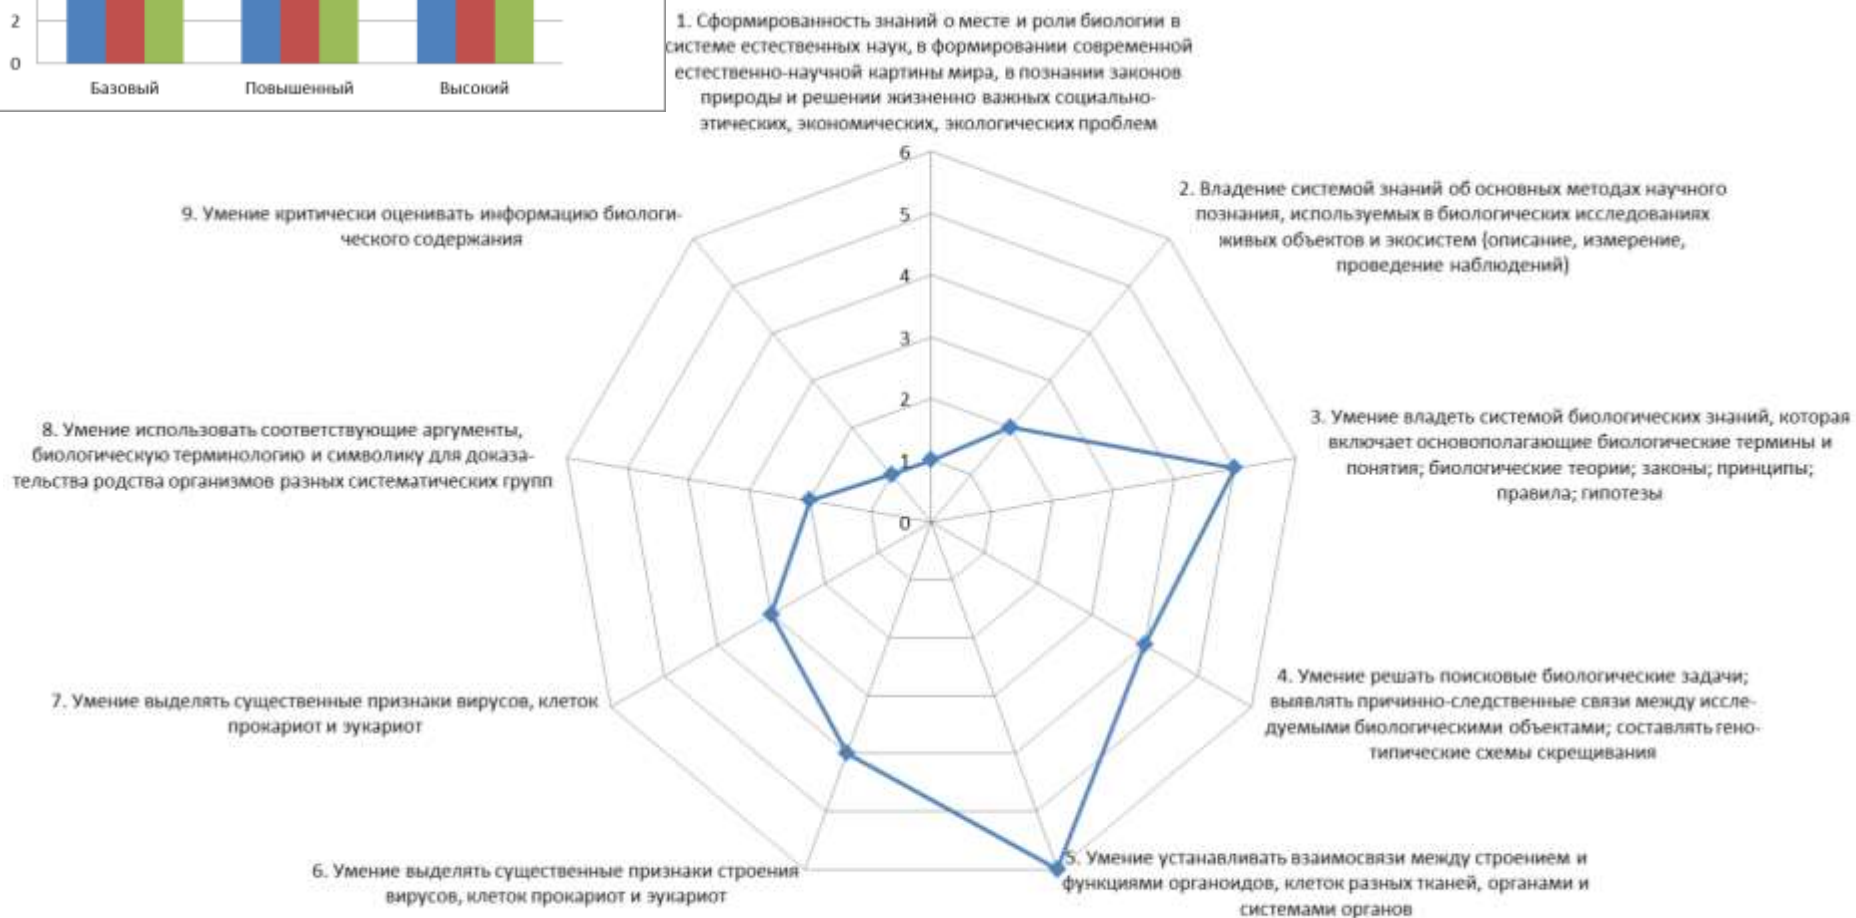 2
0
Базовый
Повышенный
Высокий
1. Сформированность знаний о месте и роли биологии в
системе естественных наук, в формировании современной
естественно-научной картины мира, в познании законов
природы и решении жизненно важных социально-
этических, экономических, экологических проблем
2. Владение системой знаний об основных методах научного
познания, используемых в биологических исследованиях
живых объектов и экосистем (описание, измерение,
проведение наблюдений)
3. Умение владеть системой биологических знаний, которая
включает основополагающие биологические термины и
понятия; биологические теории; законы; принципы;
правила; гипотезы
4. Умение решать поисковые биологические задачи;
выявлять причинно-следственные связи между иссле-
дуемыми биологическими объектами; составлять гено-
типические схемы скрещивания
5. Умение устанавливать взаимосвязи между строением и
функциями органоидов, клеток разных тканей, органами и
системами органов
6. Умение выделять существенные признаки строения
вирусов, клеток прокариот и эукариот
7. Умение выделять существенные признаки вирусов, клеток
прокариот и эукариот
8. Умение использовать соответствующие аргументы,
биологическую терминологию и символику для доказа-
тельства родства организмов разных систематических групп
9. Умение критически оценивать информацию биологи-
ческого содержания
6
5
4
3
2
1
0